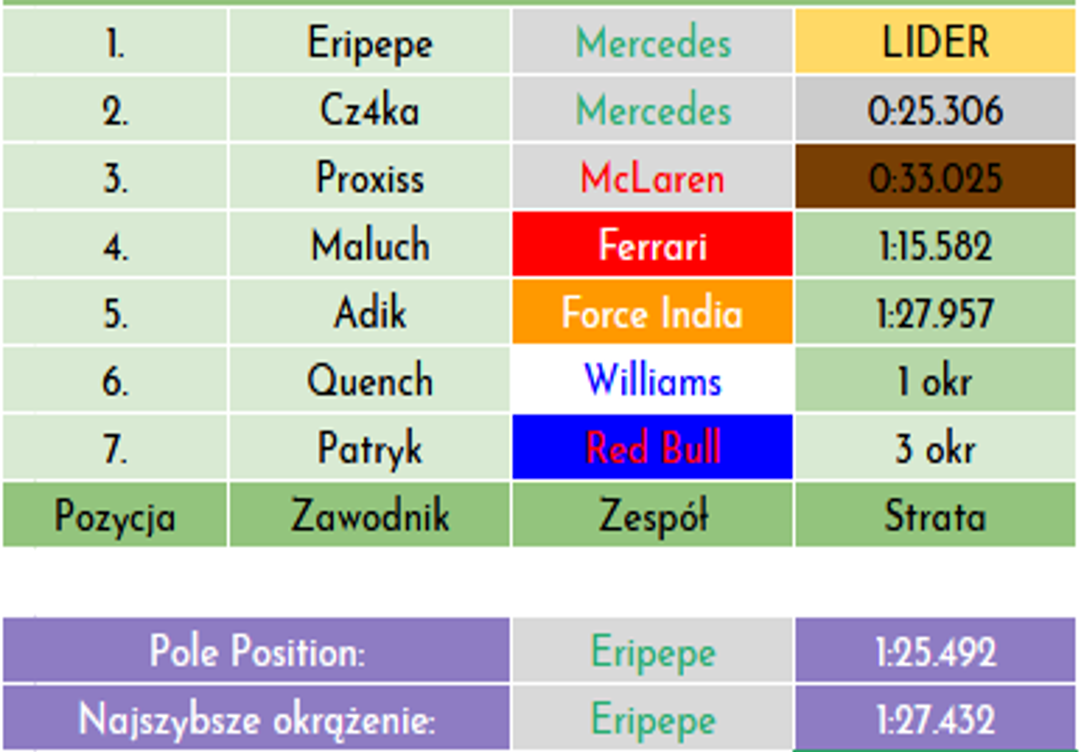 1. Eripepe Mercedes LIDER
2. Cz4ka Mercedes 0:25.306
3. Proxiss McLaren 0:33.025
4. Maluch Ferrari 1:15.582
5. Adik Force India 1:27.957
6. Quench Williams 1 okr
7. Patryk Red Bull 3 okr
Pozycja Zawodnik Zespół Strata
Pole Position: Eripepe 1:25.492
Najszybsze okrążenie: Eripepe 1:27.432